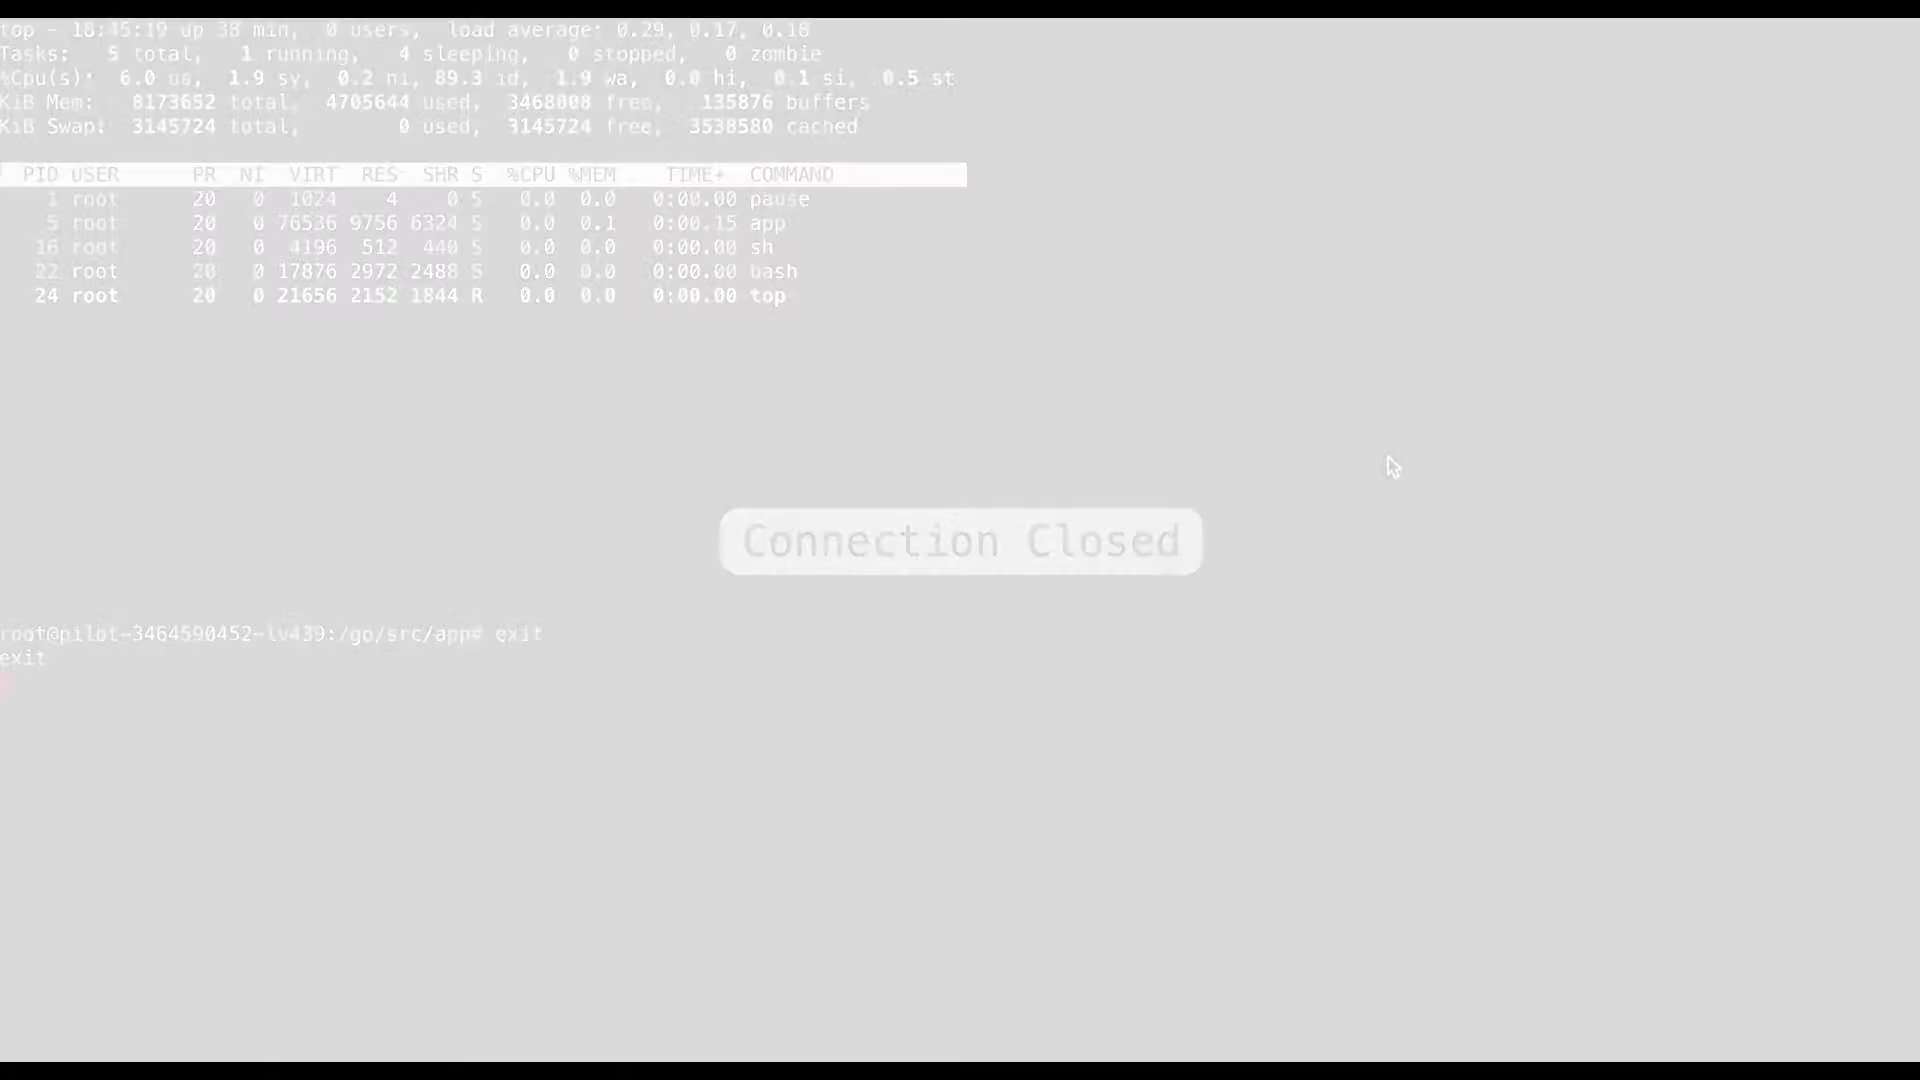 top - 18:45:19 up 38 min,  0 users,  load average: 0.29, 0.17, 0.18
Tasks:   5 total,   1 running,   4 sleeping,   0 stopped,   0 zombie
%Cpu(s):  6.0 us,  1.9 sy,  0.2 ni, 89.3 id,  1.9 wa,  0.0 hi,  0.1 si,  0.5 st
KiB Mem:   8173652 total,  4705644 used,  3468008 free,   135876 buffers
KiB Swap:  3145724 total,        0 used,  3145724 free,  3538580 cached
PID USER      PR  NI  VIRT  RES  SHR S  %CPU %MEM    TIME+  COMMAND
1 root      20   0  1024    4    0 S   0.0  0.0   0:00.00 pause
5 root      20   0 76536 9756 6324 S   0.0  0.1   0:00.15 app
16 root      20   0  4196  512  440 S   0.0  0.0   0:00.00 sh
22 root      20   0 17876 2972 2488 S   0.0  0.0   0:00.00 bash
24 root      20   0 21656 2152 1844 R   0.0  0.0   0:00.00 top
Connection Closed
root@pilot-3464590452-lv439:/go/src/app# exit
exit